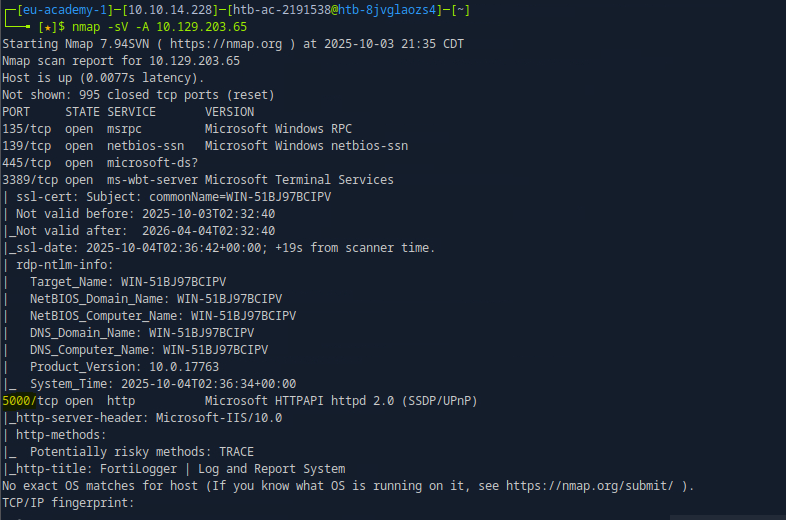 ┌─[eu-academy-1]─[10.10.14.228]─[htb-ac-2191538@htb-8jvglaozs4]─[~]
└──╼ [★]$ nmap -sV -A 10.129.203.65
Starting Nmap 7.94SVN ( https://nmap.org ) at 2025-10-03 21:35 CDT
Nmap scan report for 10.129.203.65
Host is up (0.0077s latency).
Not shown: 995 closed tcp ports (reset)
PORT     STATE SERVICE       VERSION
135/tcp  open  msrpc         Microsoft Windows RPC
139/tcp  open  netbios-ssn   Microsoft Windows netbios-ssn
445/tcp  open  microsoft-ds?
3389/tcp open  ms-wbt-server Microsoft Terminal Services
| ssl-cert: Subject: commonName=WIN-51BJ97BCIPV
| Not valid before: 2025-10-03T02:32:40
|_Not valid after:  2026-04-04T02:32:40
|_ssl-date: 2025-10-04T02:36:42+00:00; +19s from scanner time.
| rdp-ntlm-info:
|   Target_Name: WIN-51BJ97BCIPV
|   NetBIOS_Domain_Name: WIN-51BJ97BCIPV
|   NetBIOS_Computer_Name: WIN-51BJ97BCIPV
|   DNS_Domain_Name: WIN-51BJ97BCIPV
|   DNS_Computer_Name: WIN-51BJ97BCIPV
|   Product_Version: 10.0.17763
|_  System_Time: 2025-10-04T02:36:34+00:00
5000/tcp open  http          Microsoft HTTPAPI httpd 2.0 (SSDP/UPnP)
|_http-server-header: Microsoft-IIS/10.0
| http-methods:
|_  Potentially risky methods: TRACE
|_http-title: FortiLogger | Log and Report System
No exact OS matches for host (If you know what OS is running on it, see https://nmap.org/submit/ ).
TCP/IP fingerprint: